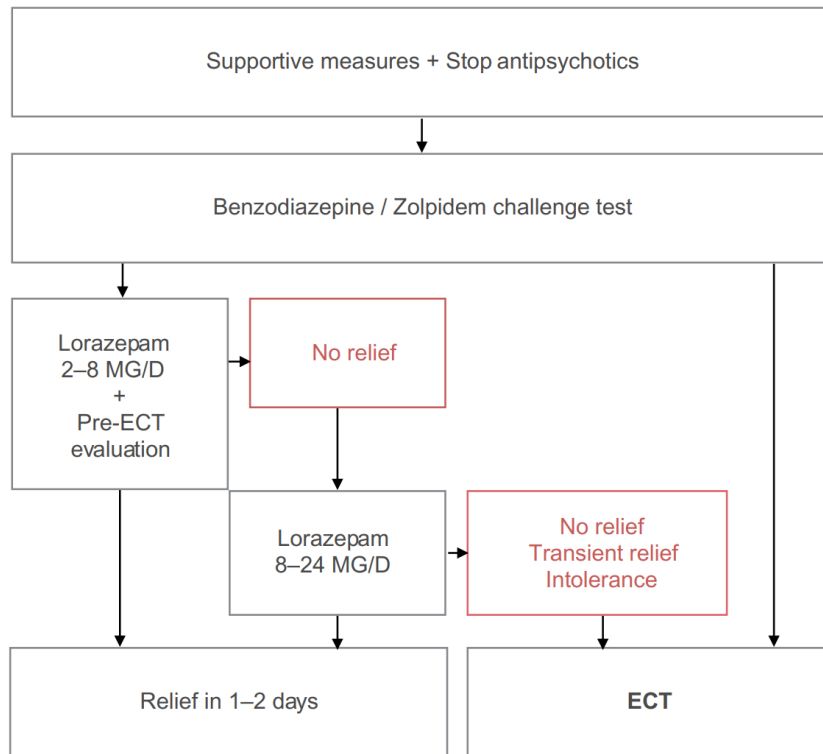 Supportive measures + Stop antipsychotics
Benzodiazepine / Zolpidem challenge test
Lorazepam
2–8 MG/D
+
Pre-ECT
evaluation
No relief
Lorazepam
8–24 MG/D
No relief
Transient relief
Intolerance
Relief in 1–2 days
ECT